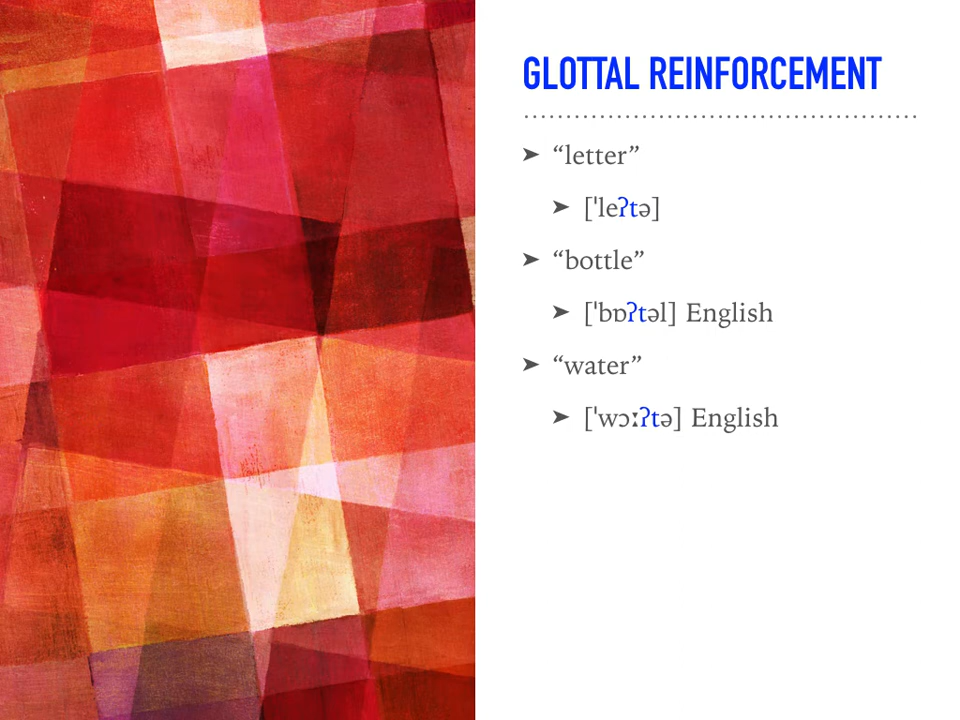 GLOTTAL REINFORCEMENT
➤ “letter”
➤ [ˈleʔtə]
➤ “bottle”
➤ [ˈbɒʔtəl] English
➤ “water”
➤ [ˈwɔːʔtə] English